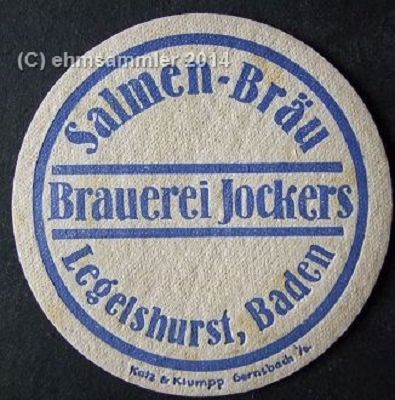 (C) ehmsammler 2014
Salmen-Bräu
Brauerei Jockers
Legelshurst, Baden
Katz & Klumpp Gernsbach